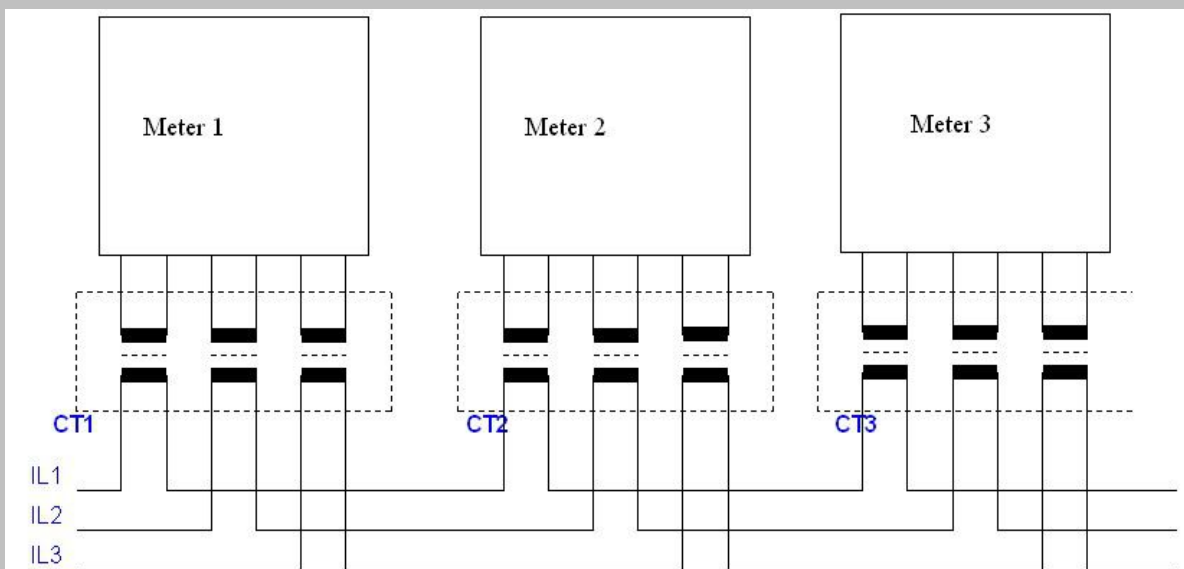 Meter 1
Meter 2
Meter 3
CT1
CT2
CT3
IL1
IL2
IL3